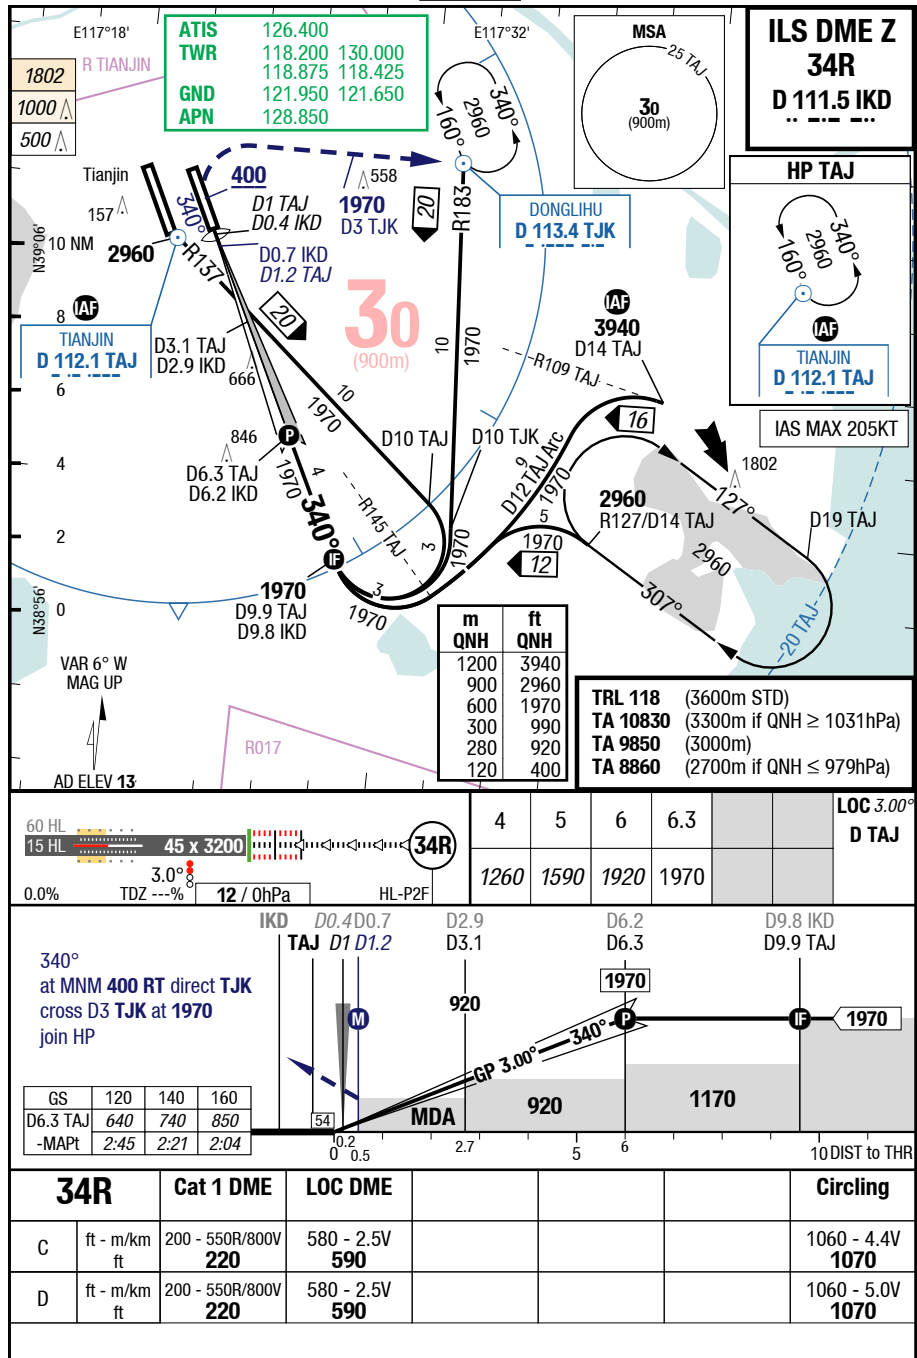 E117°18'
R TIANJIN
1802
1000
500
ATIS 126.400
TWR 118.200 130.000
118.875 118.425
GND 121.950 121.650
APN 128.850
E117°32'
MSA
25 TAJ
30
(900m)
ILS DME Z
34R
D 111.5 IKD
340°
2960
160°
HP TAJ
340°
2960
160°
IAF
TIANJIN
D 112.1 TAJ
IAS MAX 205KT
Tianjin
157
400
558
1970
D3 TJK
20
R183
DONGLIHU
D 113.4 TJK
340°
D1 TAJ
D0.4 IKD
D0.7 IKD
D1.2 TAJ
N39°06'
10 NM
2960
R137
IAF
TIANJIN
D 112.1 TAJ
20
30
(900m)
IAF
3940
D14 TAJ
R109 TAJ
8
D3.1 TAJ
D2.9 IKD
666
10
1970
10
1970
16
6
P
846
D6.3 TAJ
D6.2 IKD
4
1970
340°
D10 TAJ
D10 TJK
9
D12 TAJ Arc
1970
1802
127°
D19 TAJ
4
R145 TAJ
2960
R127/D14 TAJ
2960
307°
5
1970
12
20 TAJ
2
IF
1970
D9.9 TAJ
D9.8 IKD
3
1970
3
1970
0
N38°56'
VAR 6° W
MAG UP
AD ELEV 13
R017
m ft
QNH QNH
1200 3940
900 2960
600 1970
300 990
280 920
120 400
TRL 118 (3600m STD)
TA 10830 (3300m if QNH ≥ 1031hPa)
TA 9850 (3000m)
TA 8860 (2700m if QNH ≤ 979hPa)
60 HL
15 HL
45 x 3200
34R
3.0°
0.0%
TDZ ---%
12 / 0hPa
HL-P2F
4 5 6 6.3
LOC 3.00°
D TAJ
1260 1590 1920 1970
IKD D0.4 D0.7 D2.9 D6.2 D9.8 IKD
TAJ D1 D1.2 D3.1 D6.3 D9.9 TAJ
340°
at MNM 400 RT direct TJK
cross D3 TJK at 1970
join HP
M
920
1970
P
IF
1970
GP 3.00°
340°
MDA
920
1170
54
GS 120 140 160
D6.3 TAJ 640 740 850
-MAPt 2:45 2:21 2:04
0 0.2 0.5 2.7 5 6 10 DIST to THR
34R Cat 1 DME LOC DME Circling
C ft - m/km 200 - 550R/800V 580 - 2.5V 1060 - 4.4V
ft 220 590 1070
D ft - m/km 200 - 550R/800V 580 - 2.5V 1060 - 5.0V
ft 220 590 1070